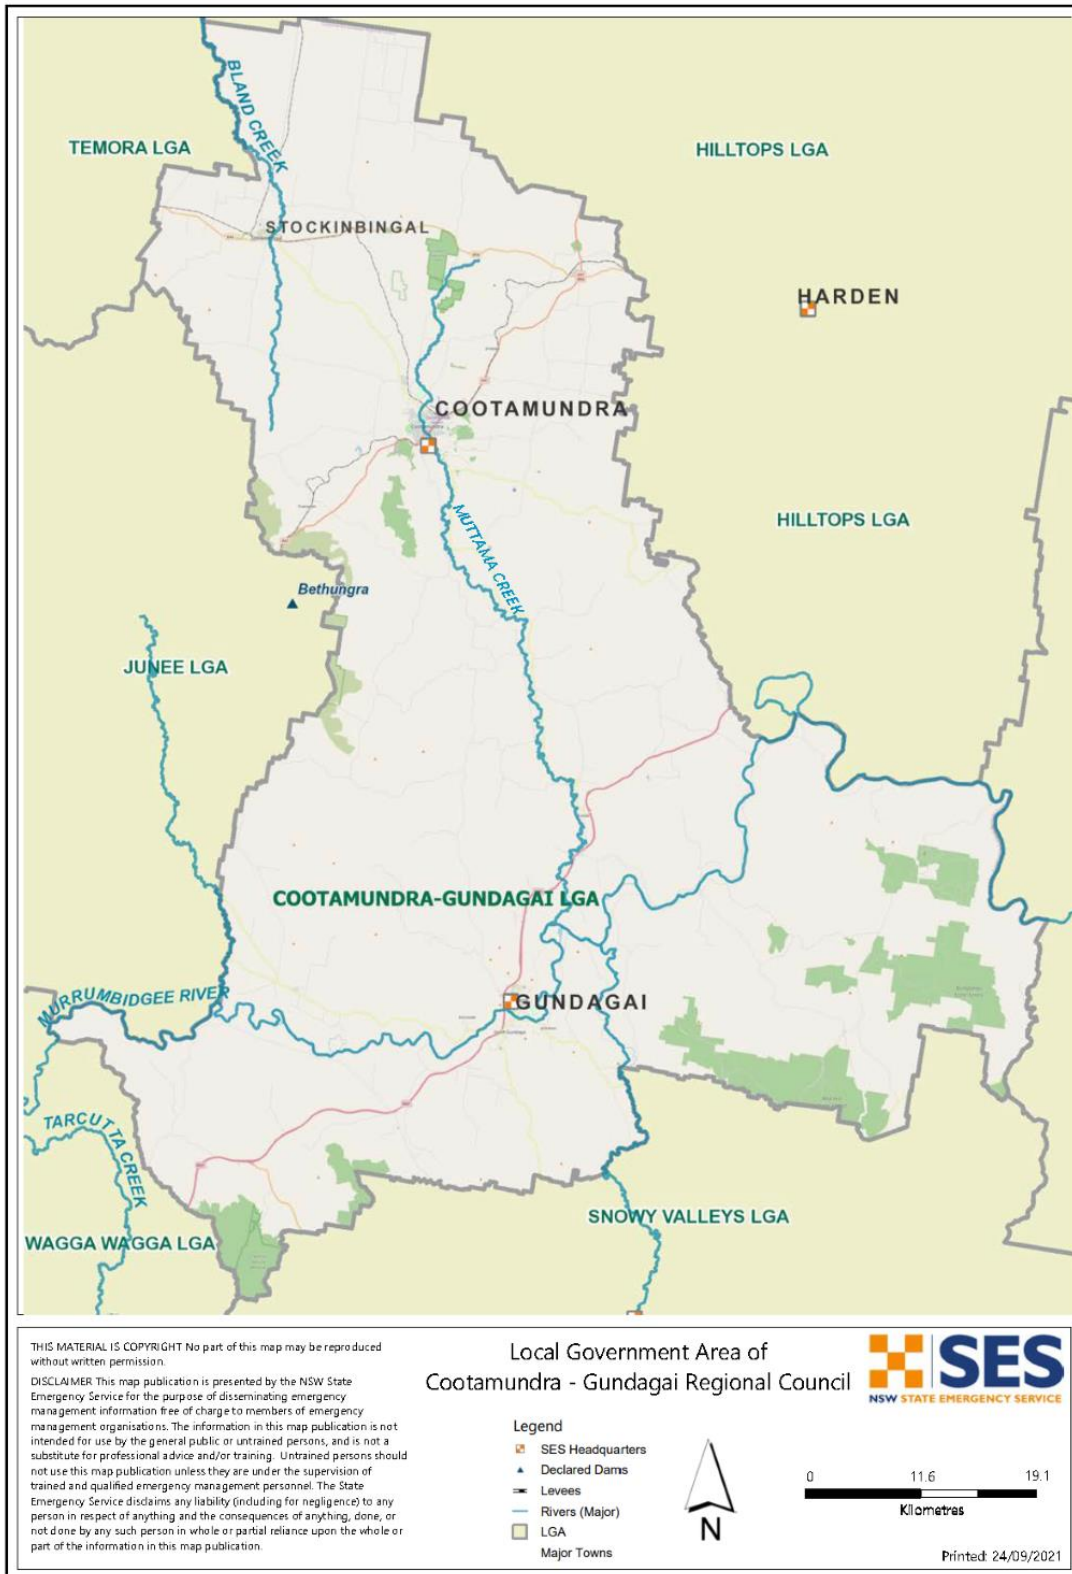 BLAND CREEK
TEMORA LGA
HILLTOPS LGA
STOCKINBINGAL
HARDEN
COOTAMUNDRA
MUTTAMA CREEK
HILLTOPS LGA
Bethungra
JUNEE LGA
COOTAMUNDRA-GUNDAGAI LGA
MURRUMBIDGEE RIVER
GUNDAGAI
TARCUTTA CREEK
SNOWY VALLEYS LGA
WAGGA WAGGA LGA
THIS MATERIAL IS COPYRIGHT No part of this map may be reproduced
without written permission.
DISCLAIMER This map publication is presented by the NSW State
Emergency Service for the purpose of disseminating emergency
management information free of charge to members of emergency
management organisations. The information in this map publication is not
intended for use by the general public or untrained persons, and is not a
substitute for professional advice and/or training. Untrained persons should
not use this map publication unless they are under the supervision of
trained and qualified emergency management personnel. The State
Emergency Service disclaims any liability (including for negligence) to any
person in respect of anything and the consequences of anything, done, or
not done by any such person in whole or partial reliance upon the whole or
part of the information in this map publication.
Local Government Area of
Cootamundra - Gundagai Regional Council
SES
NSW STATE EMERGENCY SERVICE
Legend
SES Headquarters
Declared Dams
Levees
Rivers (Major)
LGA
Major Towns
N
0 11.6 19.1
Kilometres
Printed: 24/09/2021